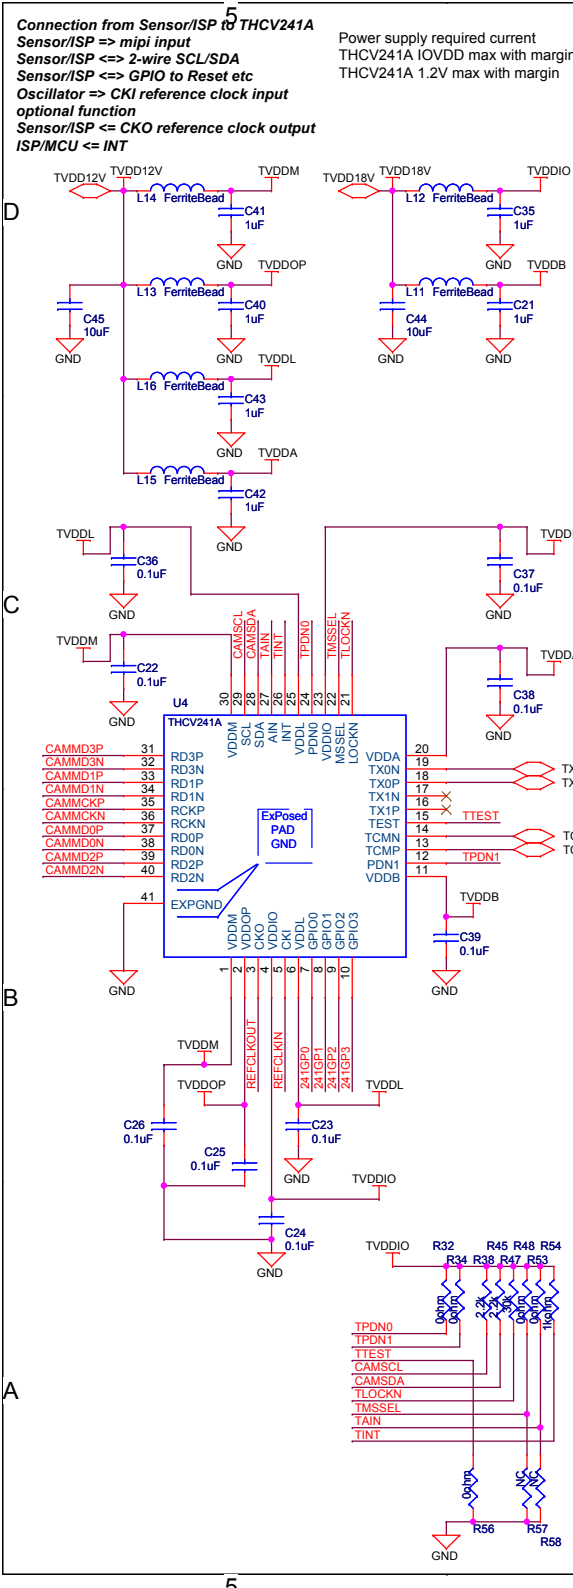 5
Connection from Sensor/ISP to THCV241A
Sensor/ISP => mipi input
Sensor/ISP <=> 2-wire SCL/SDA
Sensor/ISP <=> GPIO to Reset etc
Oscillator => CKI reference clock input
optional function
Sensor/ISP <= CKO reference clock output
ISP/MCU <= INT
Power supply required current
THCV241A IOVDD max with margin
THCV241A 1.2V max with margin
D
TVDD12V TVDD12V TVDDM
L14 FerriteBead
C41
1uF
GND
TVDD18V TVDD18V TVDDIO
L12 FerriteBead
C35
1uF
GND
TVDDOP
L13 FerriteBead
C45
10uF
GND
C40
1uF
GND
TVDDB
L11 FerriteBead
C44
10uF
GND
C21
1uF
GND
TVDDL
L16 FerriteBead
C43
1uF
GND
TVDDA
L15 FerriteBead
C42
1uF
GND
C
TVDDL
C36
0.1uF
GND
C37
0.1uF
GND
TVDDM
C22
0.1uF
GND
C38
0.1uF
GND
CAMSCL
CAMSDA
TAIN
TINT
TPDN0
TMSSEL
TLOCKN
U4
THCV241A
30 29 28 27 26 25 24 23 22 21
VDDM SCL SDA AIN INT VDDL PDN0 VDDIO MSSEL LOCKN
CAMMD3P 31 RD3P
CAMMD3N 32 RD3N
CAMMD1P 33 RD1P
CAMMD1N 34 RD1N
CAMMCKP 35 RCKP
CAMMCKN 36 RCKN
CAMMD0P 37 RD0P
CAMMD0N 38 RD0N
CAMMD2P 39 RD2P
CAMMD2N 40 RD2N
41 EXPGND
GND
ExPosed
PAD
GND
VDDA 20
TX0N 19
TX0P 18
TX1N 17
TX1P 16
TEST 15 TTEST
TCMN 14
TCMP 13
PDN1 12 TPDN1
VDDB 11
TVDDB
C39
0.1uF
GND
VDDM VDDOP CKO VDDIO CKI VDDL GPIO0 GPIO1 GPIO2 GPIO3
1 2 3 4 5 6 7 8 9 10
B
REFCLKOUT
REFCLKIN
241GP0
241GP1
241GP2
241GP3
TVDDM
TVDDOP
TVDDL
C26
0.1uF
C25
0.1uF
C23
0.1uF
GND
TVDDIO
C24
0.1uF
GND
TVDDIO
R32 R34 R38 R45 R47 R48 R53 R54
0ohm 0ohm 2.2k 2.2k 30k 0ohm 0ohm 1kohm
TPDN0
TPDN1
TTEST
CAMSCL
CAMSDA
TLOCKN
TMSSEL
TAIN
TINT
A
0ohm NC NC
R56 R57
R58
GND
5